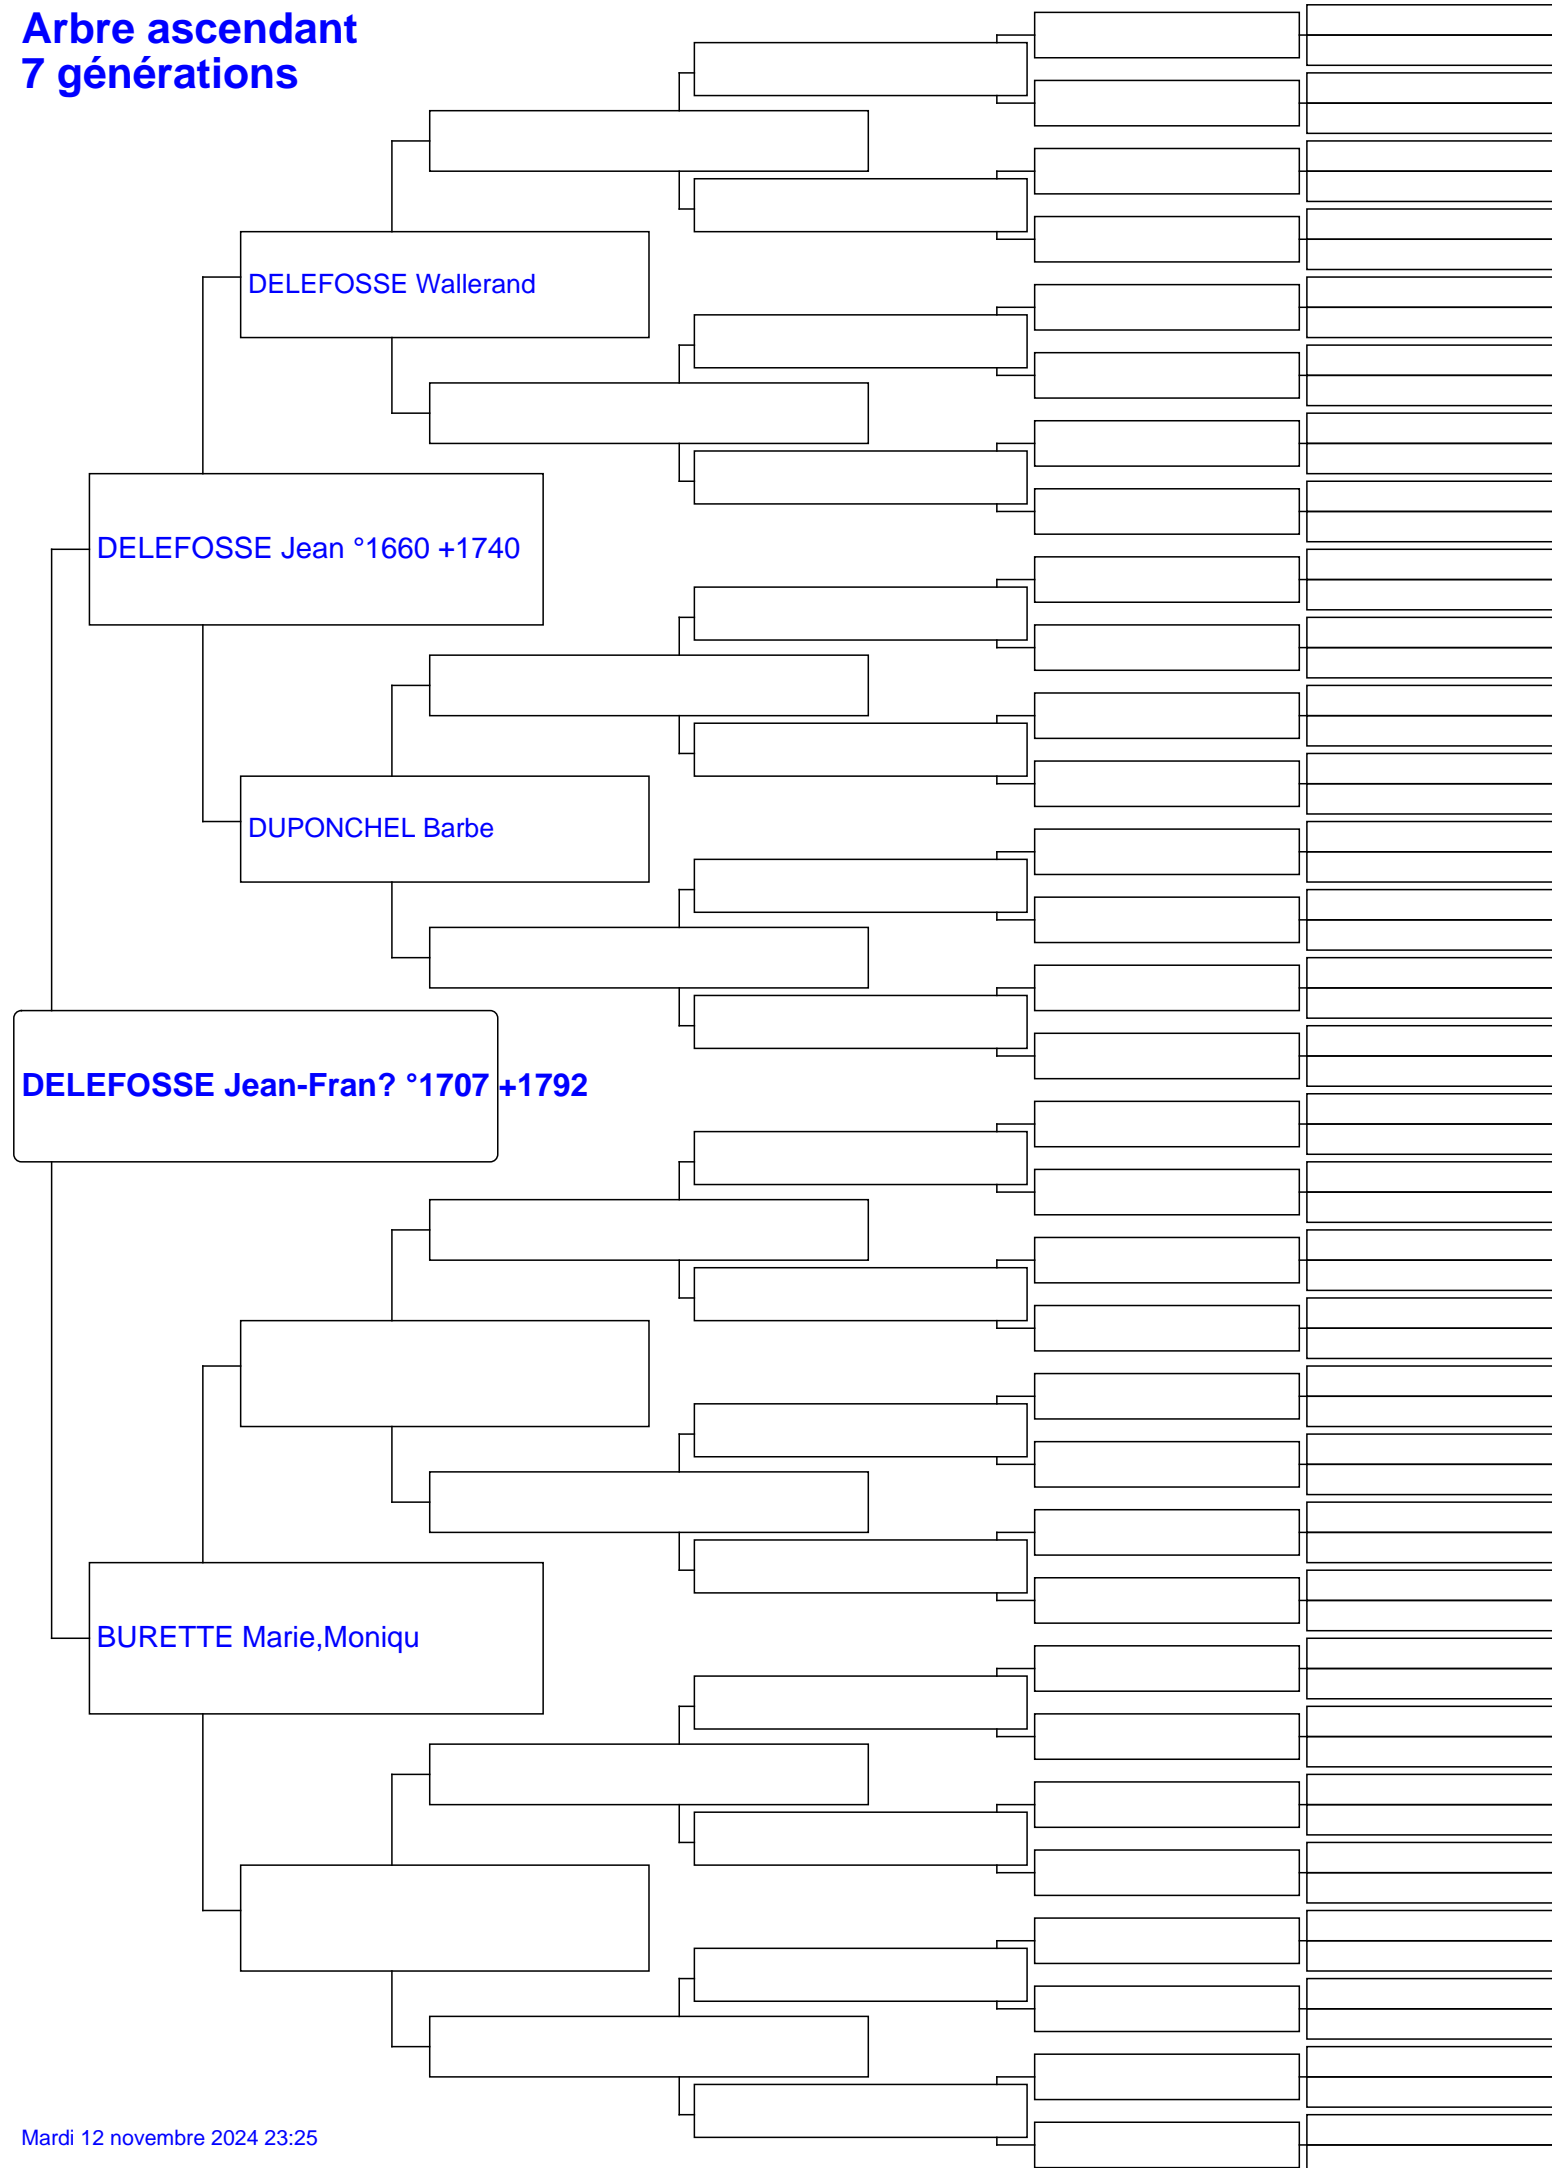 Arbre ascendant
7 générations
DELEFOSSE Wallerand
DELEFOSSE Jean °1660 +1740
DUPONCHEL Barbe
DELEFOSSE Jean-Fran? °1707 +1792
BURETTE Marie,Moniqu
Mardi 12 novembre 2024 23:25